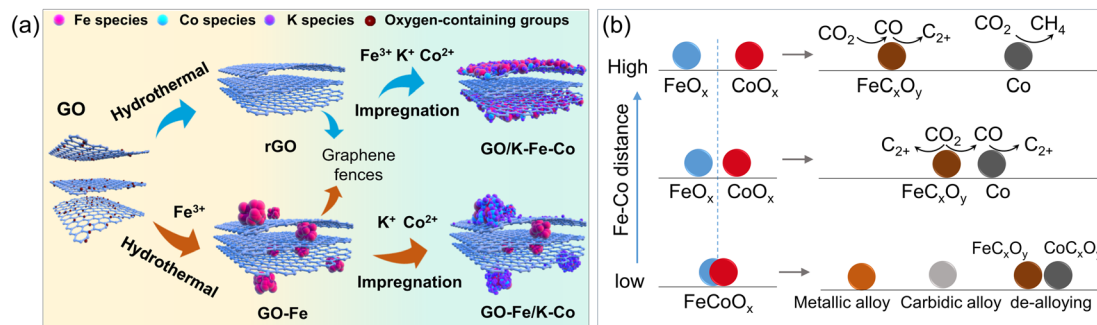 (a)
Fe species
Co species
K species
Oxygen-containing groups
GO
Hydrothermal
rGO
Fe³⁺ K⁺ Co²⁺
Impregnation
GO/K-Fe-Co
Graphene
fences
Fe³⁺
Hydrothermal
GO-Fe
K⁺ Co²⁺
Impregnation
GO-Fe/K-Co
(b)
High
Fe-Co distance
low
FeOₓ CoOₓ
CO₂ CO C₂₊
FeCₓOᵧ
CO₂ CH₄
Co
FeOₓ CoOₓ
C₂₊ CO₂ CO C₂₊
FeCₓOᵧ Co
FeCoOₓ
Metallic alloy
Carbidic alloy
FeCₓOᵧ CoCₓOᵧ
de-alloying